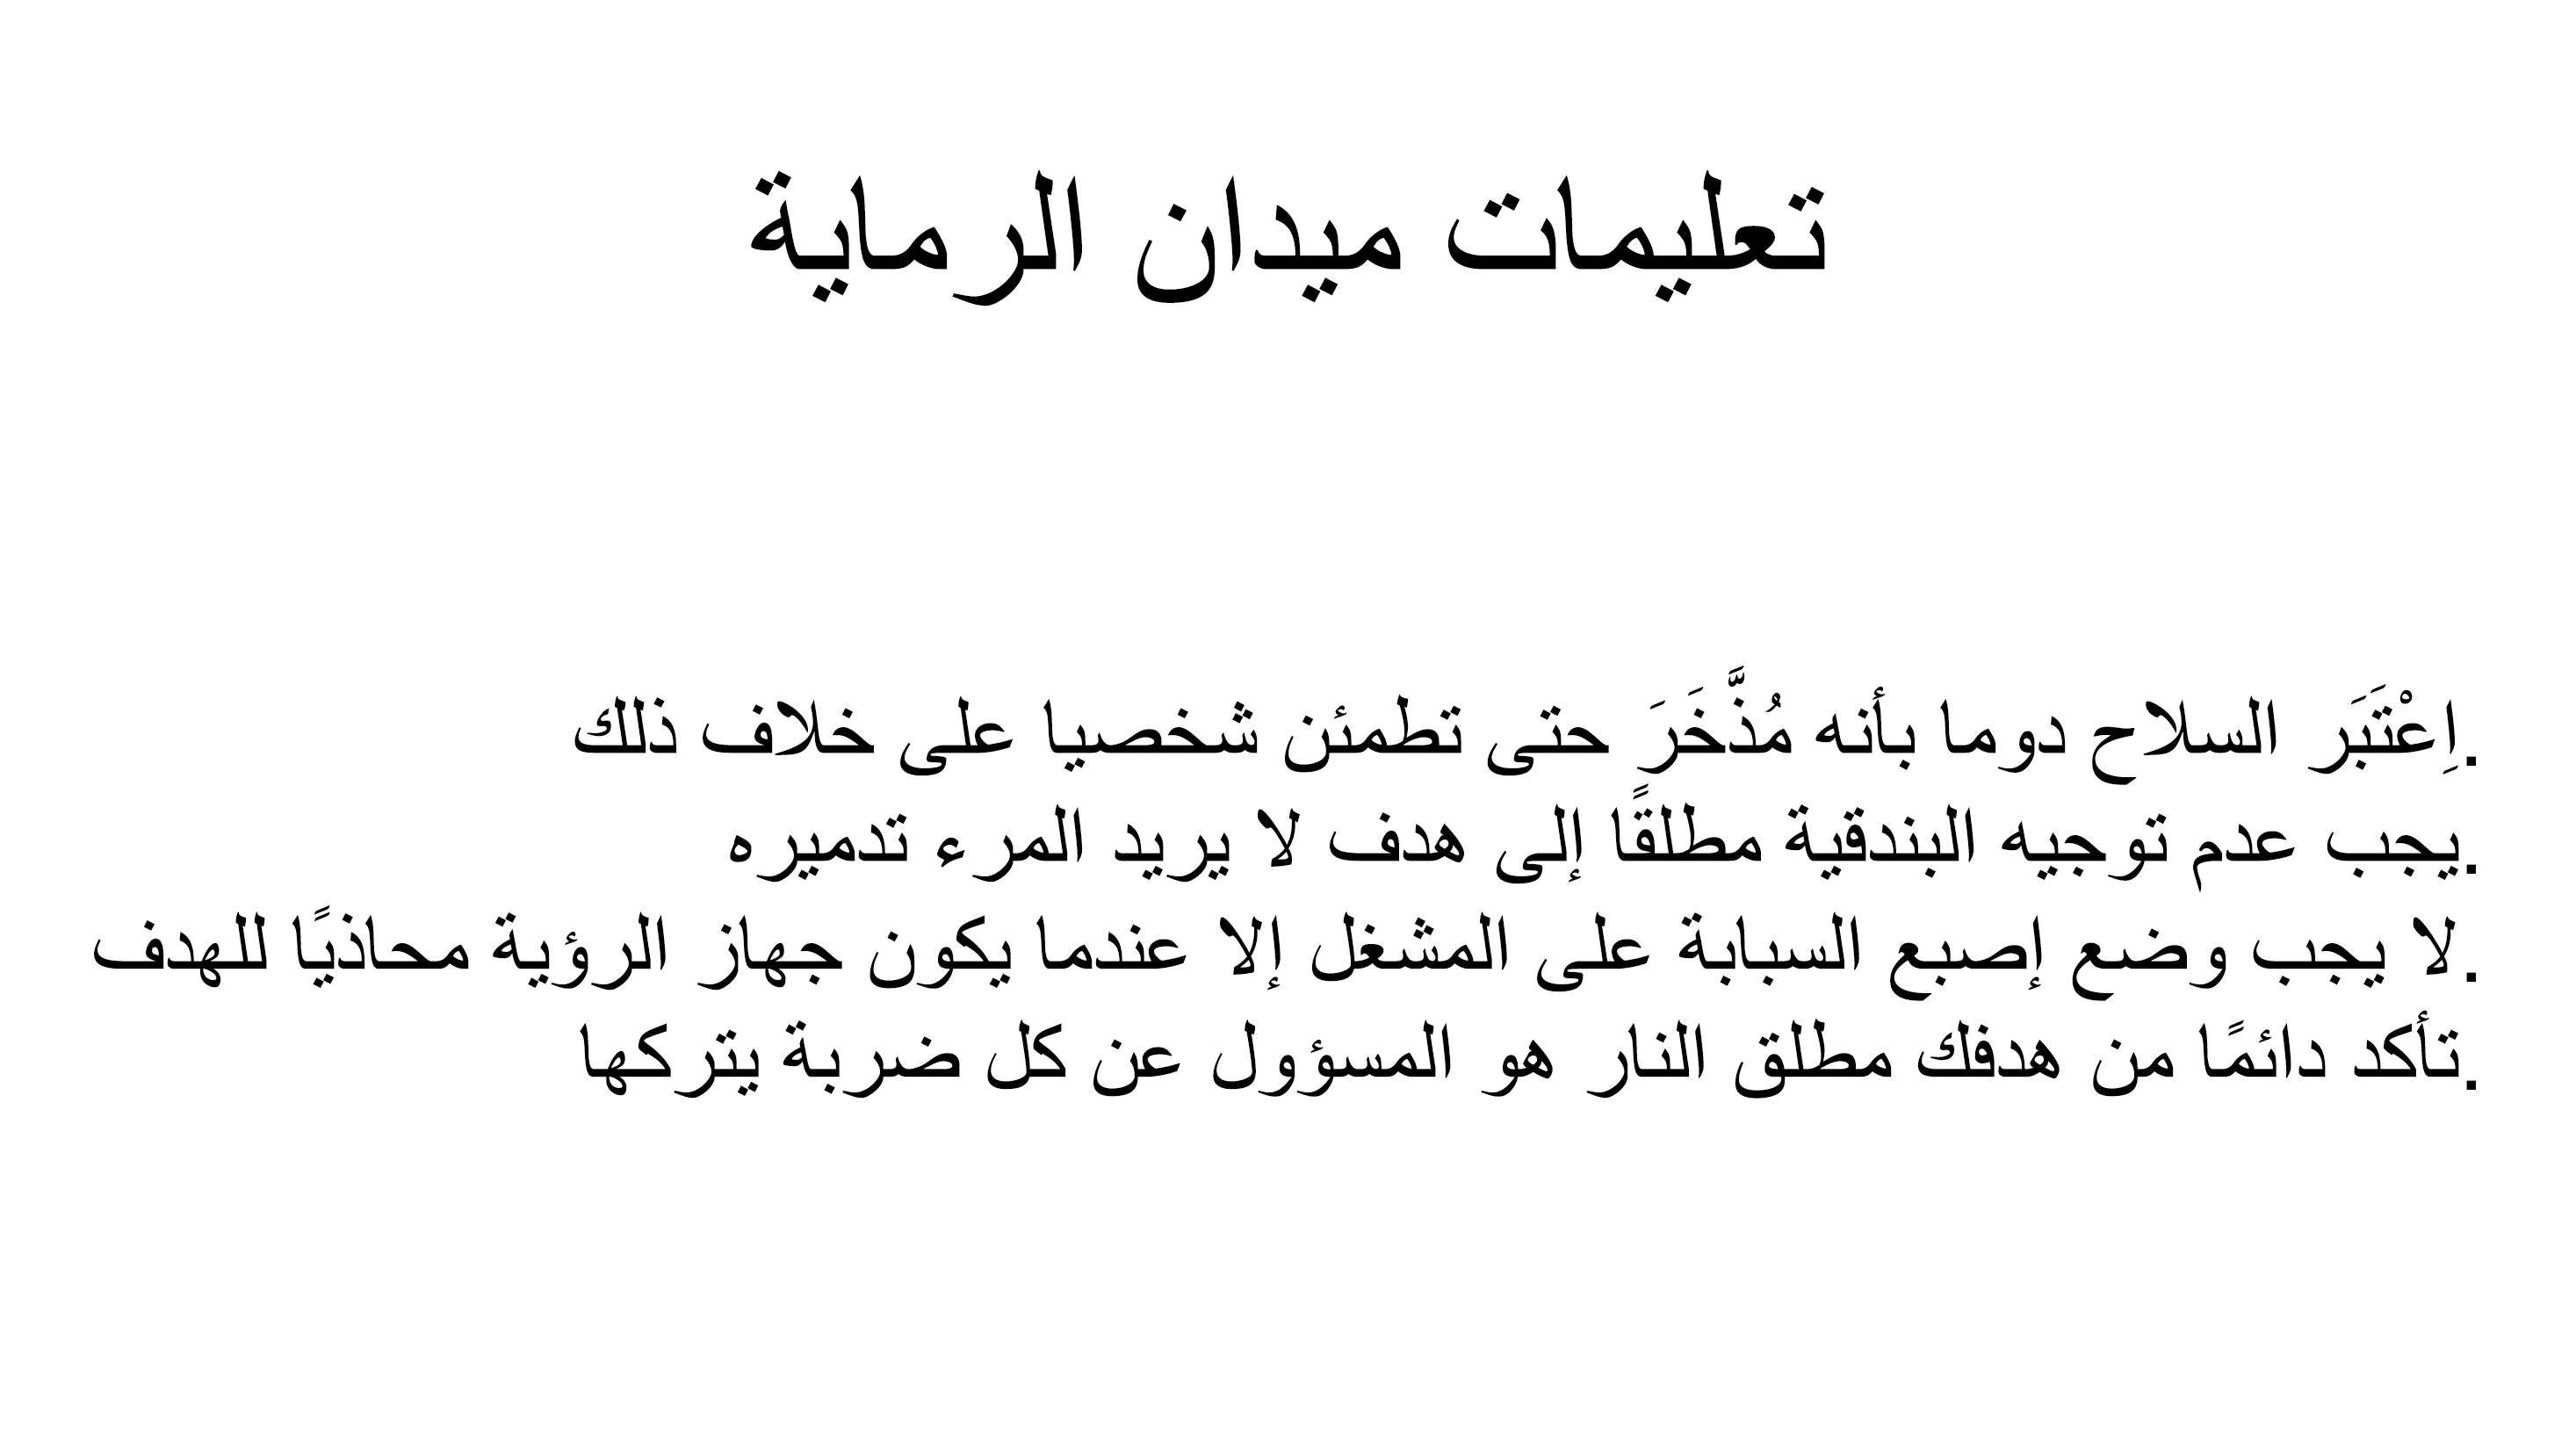 تعليمات ميدان الرماية
.اِعْتَبَر السلاح دوما بأنه مُذَّخَرَ حتى تطمئن شخصيا على خلاف ذلك
.يجب عدم توجيه البندقية مطلقًا إلى هدف لا يريد المرء تدميره
.لا يجب وضع إصبع السبابة على المشغل إلا عندما يكون جهاز الرؤية محاذيًا للهدف
.تأكد دائمًا من هدفك مطلق النار هو المسؤول عن كل ضربة يتركها